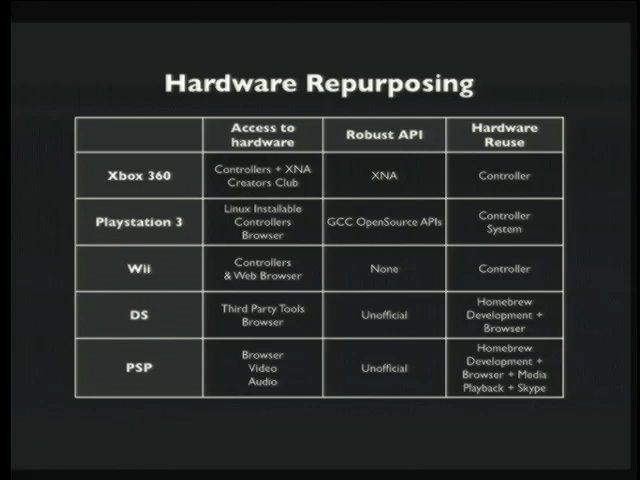 Hardware Repurposing
Access to hardware
Robust API
Hardware Reuse
Xbox 360
Controllers + XNA Creators Club
XNA
Controller
Playstation 3
Linux Installable
Controllers
Browser
GCC OpenSource APIs
Controller
System
Wii
Controllers
& Web Browser
None
Controller
DS
Third Party Tools
Browser
Unofficial
Homebrew
Development +
Browser
PSP
Browser
Video
Audio
Unofficial
Homebrew
Development +
Browser + Media
Playback + Skype